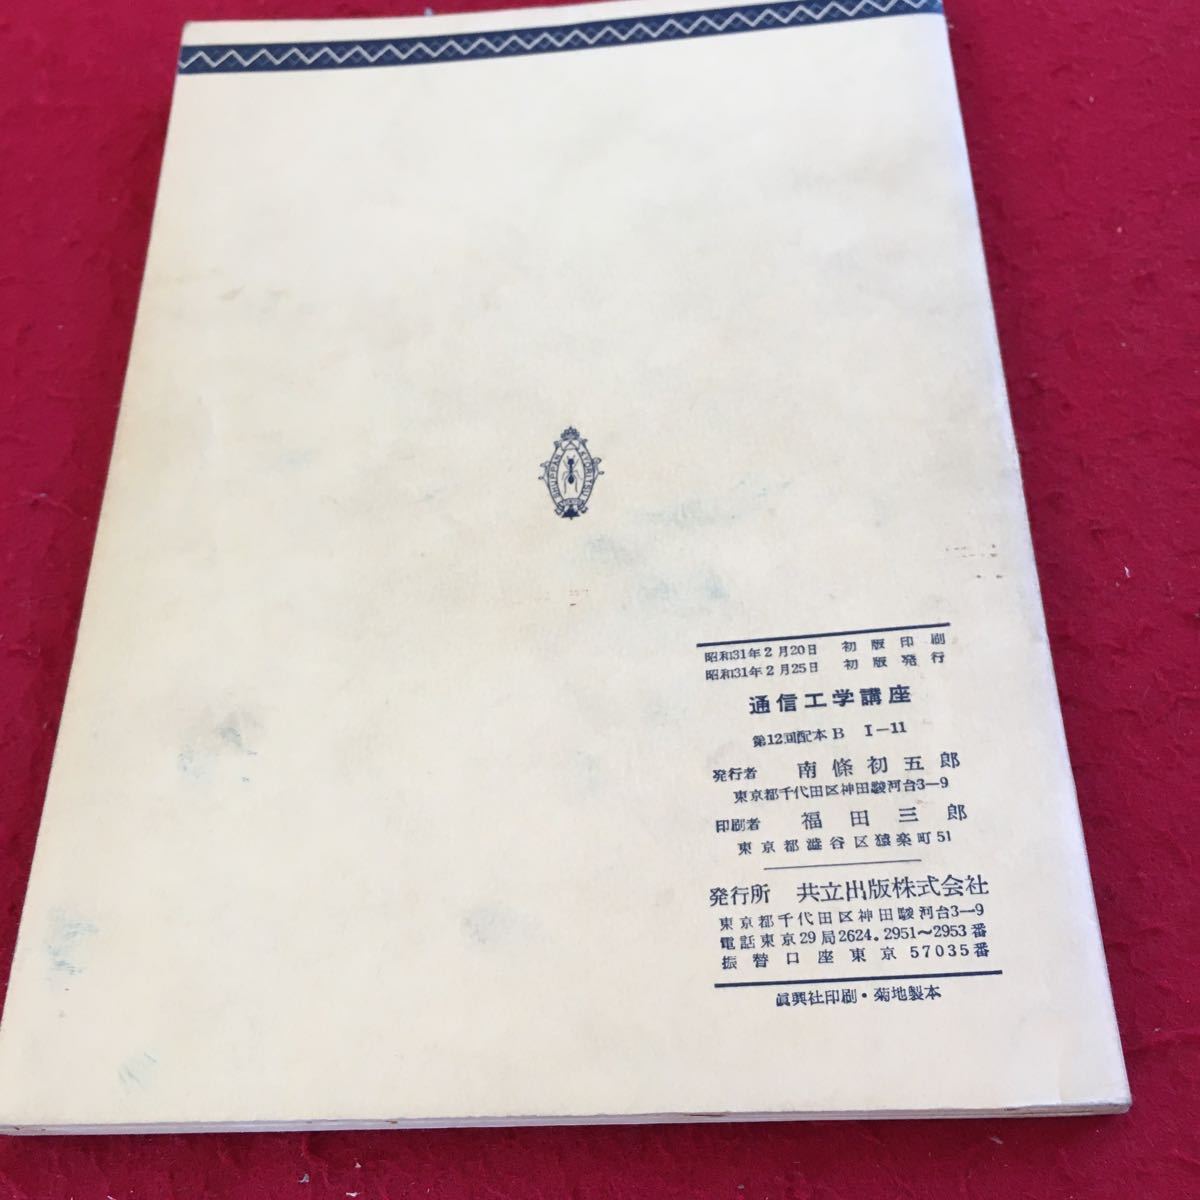 SHUPPAN KYORITSU
昭和31年2月20日 初版印刷
昭和31年2月25日 初版発行
通信工学講座
第12回配本 B I-11
発行者 南條初五郎
東京都千代田区神田駿河台3-9
印刷者 福田三郎
東京都澁谷区猿楽町51
発行所 共立出版株式会社
東京都千代田区神田駿河台3-9
電話東京29局2624.2951〜2953番
振替口座東京57035番
眞興社印刷・菊地製本